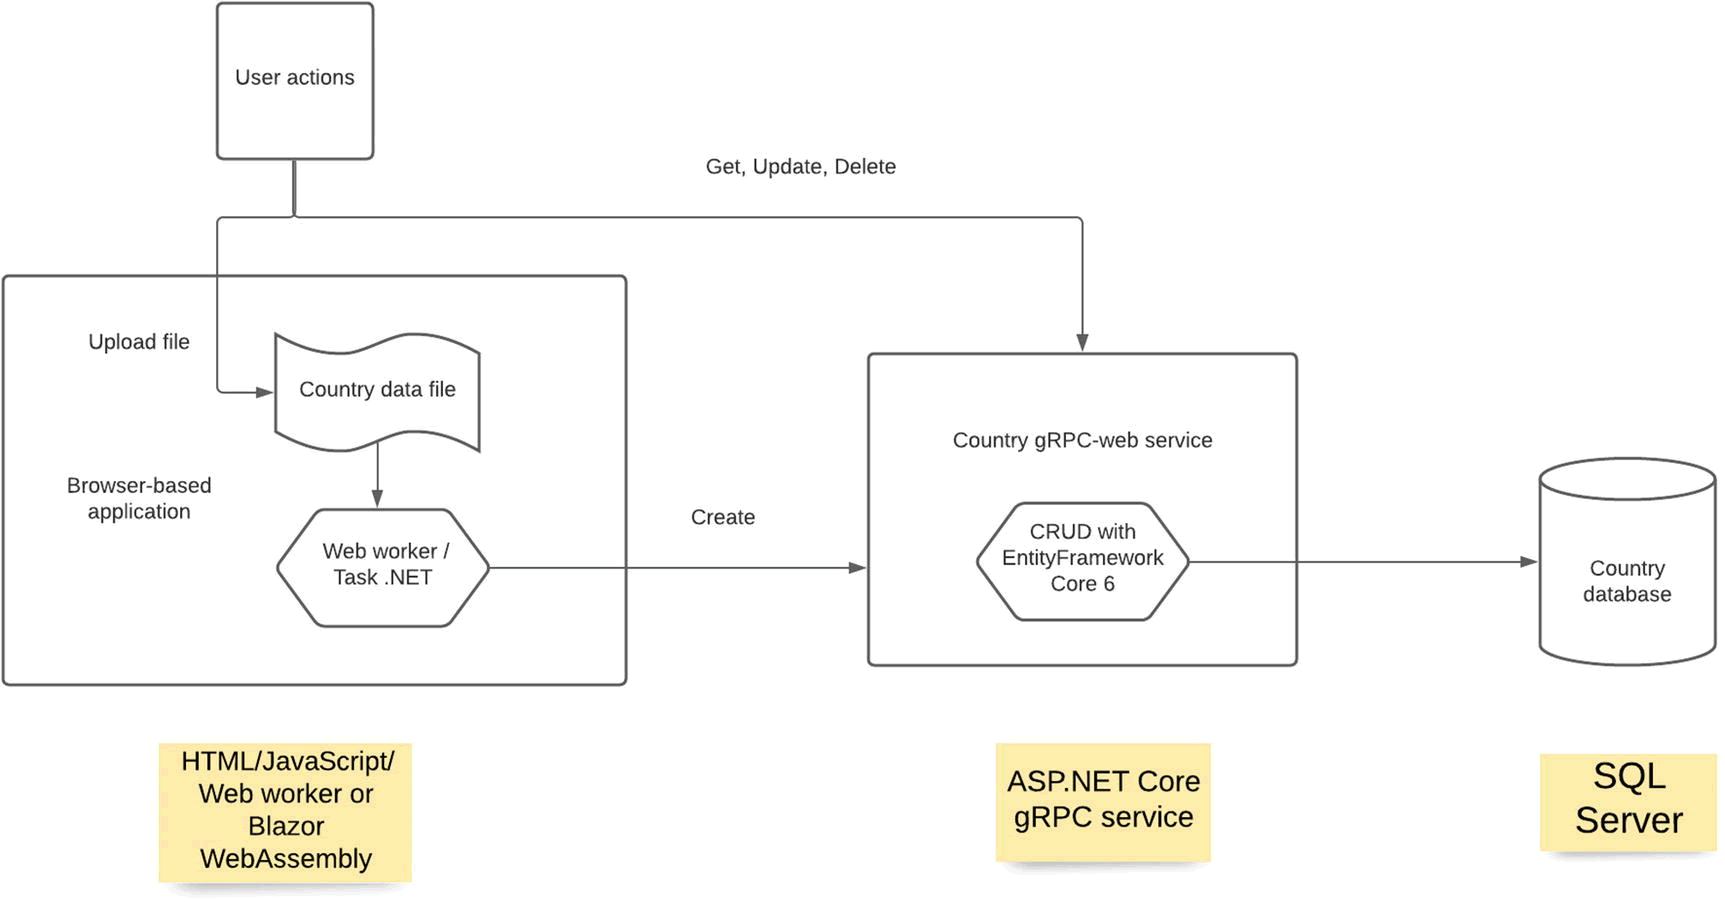 User actions
Get, Update, Delete
Upload file
Country data file
Browser-based
application
Web worker /
Task .NET
Create
Country gRPC-web service
CRUD with
EntityFramework
Core 6
Country
database
HTML/JavaScript/
Web worker or
Blazor
WebAssembly
ASP.NET Core
gRPC service
SQL
Server